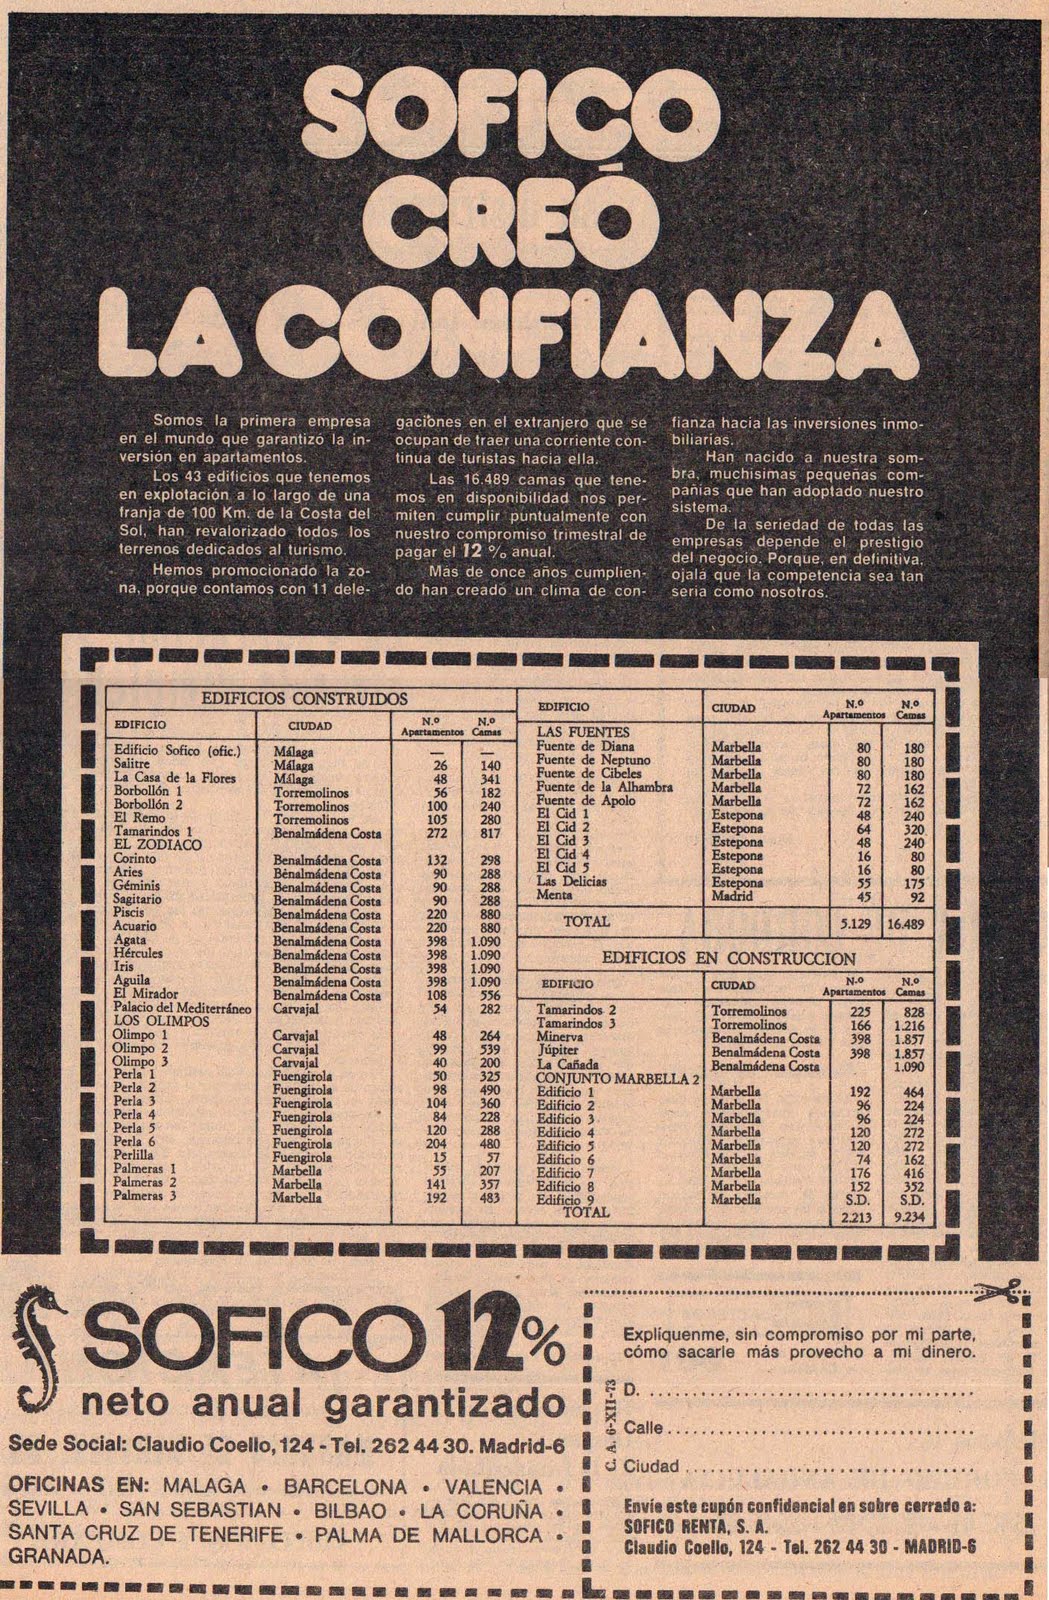 SOFICO
CREÓ
LA CONFIANZA
Somos la primera empresa
en el mundo que garantizó la in-
versión en apartamentos.
Los 43 edificios que tenemos
en explotación a lo largo de una
franja de 100 Km. de la Costa del
Sol, han revalorizado todos los
terrenos dedicados al turismo.
Hemos promocionado la zo-
na, porque contamos con 11 dele-
gaciones en el extranjero que se
ocupan de traer una corriente con-
tinua de turistas hacia ella.
Las 16.489 camas que tene-
mos en disponibilidad nos per-
miten cumplir puntualmente con
nuestro compromiso trimestral de
pagar el 12 % anual.
Más de once años cumplien-
do han creado un clima de con-
fianza hacia las inversiones inmo-
biliarias.
Han nacido a nuestra som-
bra, muchisimas pequeñas com-
pañias que han adoptado nuestro
sistema.
De la seriedad de todas las
empresas depende el prestigio
del negocio. Porque, en definitiva,
ojala que la competencia sea tan
seria como nosotros.
EDIFICIOS CONSTRUIDOS
EDIFICIO CIUDAD N.º Apartamentos N.º Camas
Edificio Sofico (ofic.) Málaga — —
Salitre Málaga 26 140
La Casa de la Flores Málaga 48 341
Borbollón 1 Torremolinos 56 182
Borbollón 2 Torremolinos 100 240
El Remo Torremolinos 105 280
Tamarindos 1 Benalmádena Costa 272 817
EL ZODIACO
Corinto Benalmádena Costa 132 298
Aries Benalmádena Costa 90 288
Géminis Benalmádena Costa 90 288
Sagitario Benalmádena Costa 90 288
Piscis Benalmádena Costa 220 880
Acuario Benalmádena Costa 220 880
Agata Benalmádena Costa 398 1.090
Hércules Benalmádena Costa 398 1.090
Iris Benalmádena Costa 398 1.090
Aguila Benalmádena Costa 398 1.090
El Mirador Benalmádena Costa 108 556
Palacio del Mediterráneo Carvajal 54 282
LOS OLIMPOS
Olimpo 1 Carvajal 48 264
Olimpo 2 Carvajal 99 539
Olimpo 3 Carvajal 40 200
Perla 1 Fuengirola 50 325
Perla 2 Fuengirola 98 490
Perla 3 Fuengirola 104 360
Perla 4 Fuengirola 84 228
Perla 5 Fuengirola 120 288
Perla 6 Fuengirola 204 480
Perlilla Fuengirola 15 57
Palmeras 1 Marbella 55 207
Palmeras 2 Marbella 141 357
Palmeras 3 Marbella 192 483
EDIFICIO CIUDAD N.º Apartamentos N.º Camas
LAS FUENTES
Fuente de Diana Marbella 80 180
Fuente de Neptuno Marbella 80 180
Fuente de Cibeles Marbella 80 180
Fuente de la Alhambra Marbella 72 162
Fuente de Apolo Marbella 72 162
El Cid 1 Estepona 48 240
El Cid 2 Estepona 64 320
El Cid 3 Estepona 48 240
El Cid 4 Estepona 16 80
El Cid 5 Estepona 16 80
Las Delicias Estepona 55 175
Menta Madrid 45 92
TOTAL 5.129 16.489
EDIFICIOS EN CONSTRUCCION
EDIFICIO CIUDAD N.º Apartamentos N.º Camas
Tamarindos 2 Torremolinos 225 828
Tamarindos 3 Torremolinos 166 1.216
Minerva Benalmádena Costa 398 1.857
Júpiter Benalmádena Costa 398 1.857
La Cañada Benalmádena Costa 1.090
CONJUNTO MARBELLA 2
Edificio 1 Marbella 192 464
Edificio 2 Marbella 96 224
Edificio 3 Marbella 96 224
Edificio 4 Marbella 120 272
Edificio 5 Marbella 120 272
Edificio 6 Marbella 74 162
Edificio 7 Marbella 176 416
Edificio 8 Marbella 152 352
Edificio 9 Marbella S.D. S.D.
TOTAL 2.213 9.234
SOFICO 12%
neto anual garantizado
Sede Social: Claudio Coello, 124 - Tel. 262 44 30. Madrid-6
OFICINAS EN: MALAGA • BARCELONA • VALENCIA •
SEVILLA • SAN SEBASTIAN • BILBAO • LA CORUÑA •
SANTA CRUZ DE TENERIFE • PALMA DE MALLORCA •
GRANADA.
C. A. 6-XII-73
Explíquenme, sin compromiso por mi parte,
cómo sacarle más provecho a mi dinero.
D. ........................................
Calle ........................................
Ciudad ........................................
Envíe este cupón confidencial en sobre cerrado a:
SOFICO RENTA, S. A.
Claudio Coello, 124 - Tel. 262 44 30 - MADRID-6